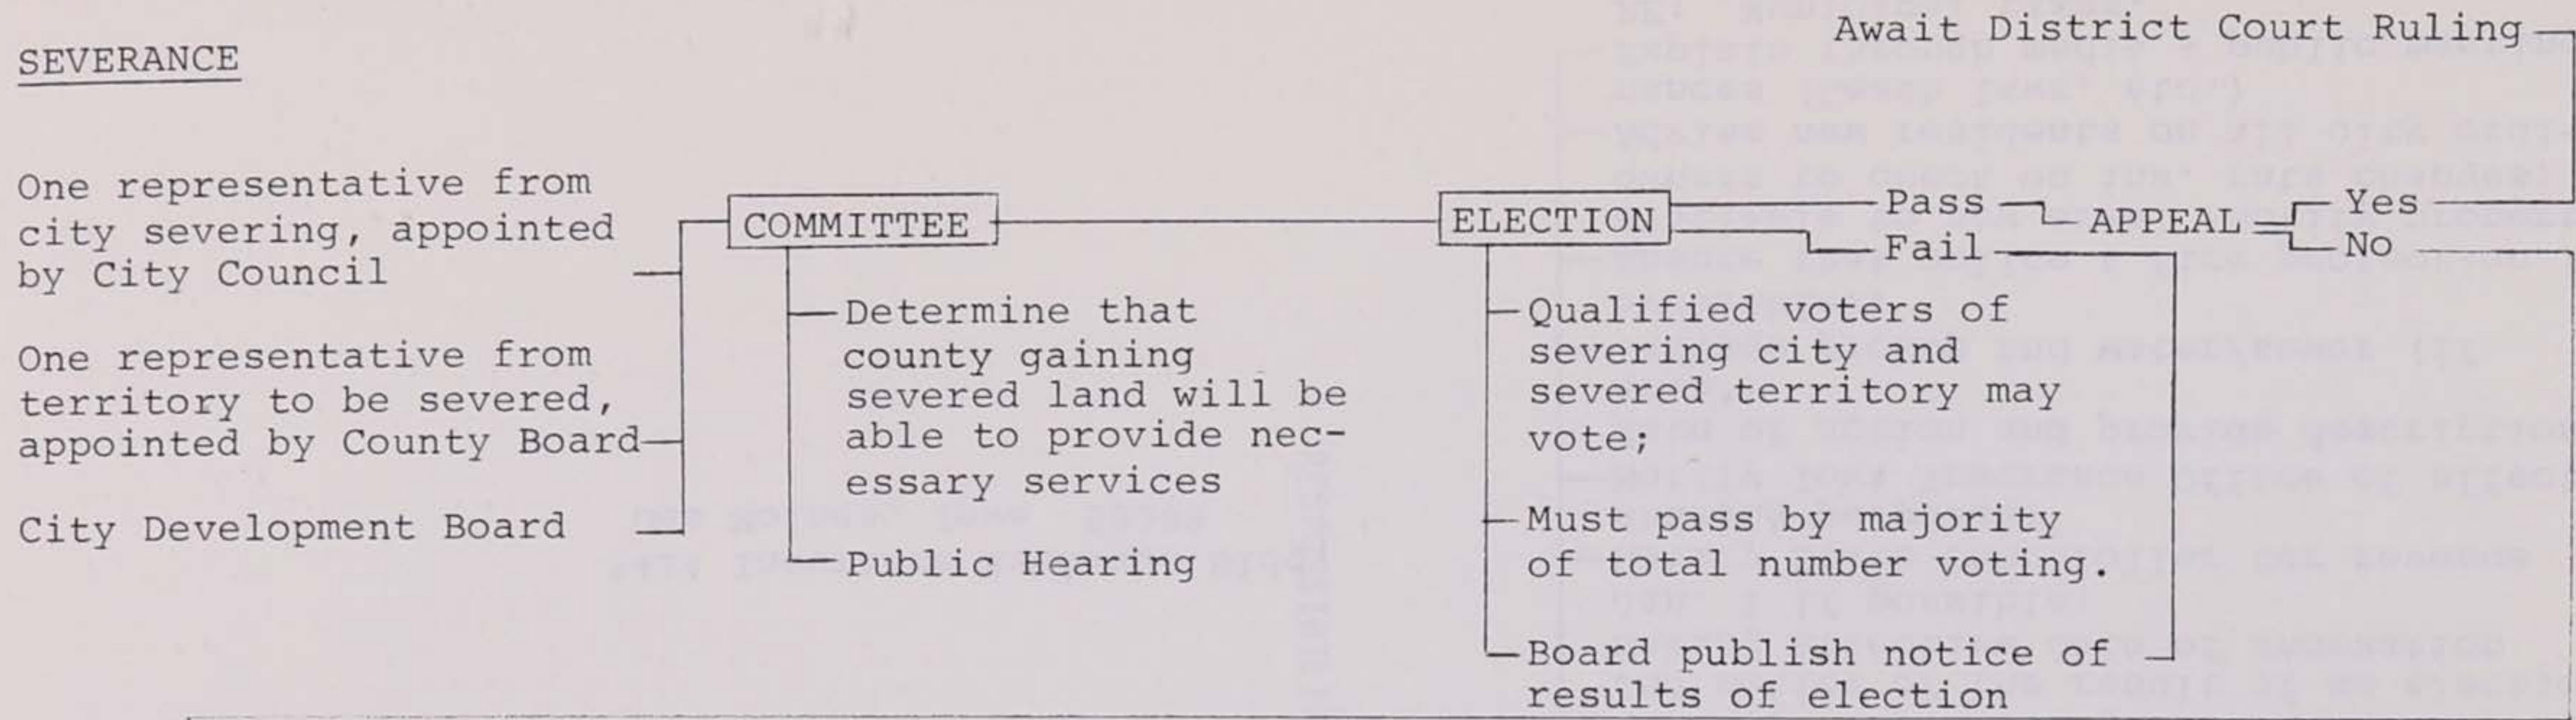 SEVERANCE
Await District Court Ruling
One representative from
city severing, appointed
by City Council
One representative from
territory to be severed,
appointed by County Board
City Development Board
COMMITTEE
Determine that
county gaining
severed land will be
able to provide nec-
essary services
Public Hearing
ELECTION
Qualified voters of
severing city and
severed territory may
vote;
Must pass by majority
of total number voting.
Board publish notice of
results of election
Pass
Fail
APPEAL
Yes
No